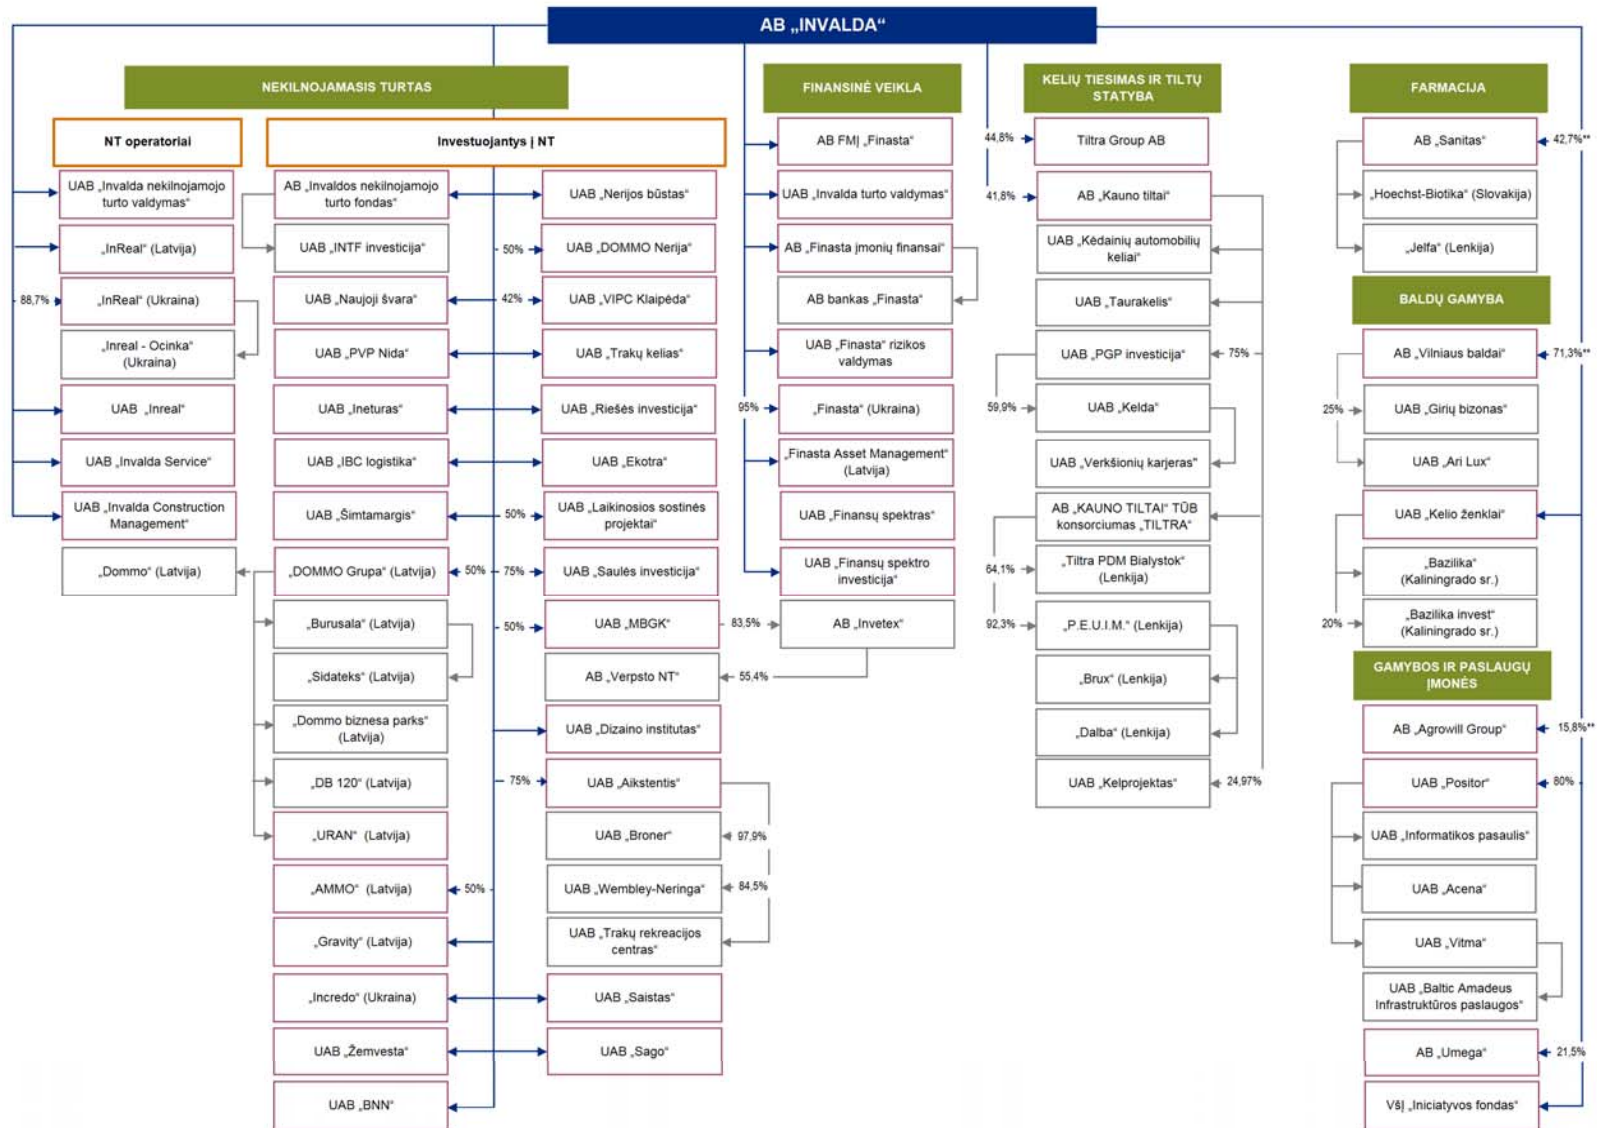 AB „INVALDA“
NEKILNOJAMASIS TURTAS
NT operatoriai
UAB „Invalda nekilnojamojo
turto valdymas“
„InReal“ (Latvija)
88,7%
„InReal“ (Ukraina)
„Inreal - Ocinka“
(Ukraina)
UAB „Inreal“
UAB „Invalda Service“
UAB „Invalda Construction
Management“
„Dommo“ (Latvija)
Investuojantys į NT
AB „Invaldos nekilnojamojo
turto fondas“
UAB „INTF investicija“
UAB „Naujoji švara“
UAB „PVP Nida“
UAB „Ineturas“
UAB „IBC logistika“
UAB „Šimtamargis“
„DOMMO Grupa“ (Latvija)
50%
„Burusala“ (Latvija)
„Sidateks“ (Latvija)
„Dommo biznesa parks“
(Latvija)
„DB 120“ (Latvija)
„URAN“ (Latvija)
„AMMO“ (Latvija)
50%
„Gravity“ (Latvija)
„Incredo“ (Ukraina)
UAB „Žemvesta“
UAB „BNN“
UAB „Nerijos būstas“
50%
UAB „DOMMO Nerija“
42%
UAB „VIPC Klaipėda“
UAB „Trakų kelias“
UAB „Riešės investicija“
UAB „Ekotra“
50%
UAB „Laikinosios sostinės
projektai“
75%
UAB „Saulės investicija“
50%
UAB „MBGK“
83,5%
AB „Invetex“
AB „Verpsto NT“
55,4%
UAB „Dizaino institutas“
75%
UAB „Aikstentis“
UAB „Broner“
97,9%
UAB „Wembley-Neringa“
84,5%
UAB „Trakų rekreacijos
centras“
UAB „Saistas“
UAB „Sago“
FINANSINĖ VEIKLA
AB FMĮ „Finasta“
UAB „Invalda turto valdymas“
AB „Finasta įmonių finansai“
AB bankas „Finasta“
UAB „Finasta“ rizikos
valdymas
95%
„Finasta“ (Ukraina)
„Finasta Asset Management“
(Latvija)
UAB „Finansų spektras“
UAB „Finansų spektro
investicija“
KELIŲ TIESIMAS IR TILTŲ
STATYBA
44,8%
Tiltra Group AB
41,8%
AB „Kauno tiltai“
UAB „Kėdainių automobilių
keliai“
UAB „Taurakelis“
UAB „PGP investicija“
75%
59,9%
UAB „Kelda“
UAB „Verkšionių karjeras“
AB „KAUNO TILTAI“ TŪB
konsorciumas „TILTRA“
64,1%
„Tiltra PDM Bialystok“
(Lenkija)
92,3%
„P.E.U.I.M.“ (Lenkija)
„Brux“ (Lenkija)
„Dalba“ (Lenkija)
UAB „Kelprojektas“
24,97%
FARMACIJA
AB „Sanitas“
42,7%**
„Hoechst-Biotika“ (Slovakija)
„Jelfa“ (Lenkija)
BALDŲ GAMYBA
AB „Vilniaus baldai“
71,3%**
25%
UAB „Girių bizonas“
UAB „Ari Lux“
UAB „Kelio ženklai“
„Bazilika“
(Kaliningrado sr.)
20%
„Bazilika invest“
(Kaliningrado sr.)
GAMYBOS IR PASLAUGŲ
ĮMONĖS
AB „Agrowill Group“
15,8%**
UAB „Positor“
80%
UAB „Informatikos pasaulis“
UAB „Acena“
UAB „Vitma“
UAB „Baltic Amadeus
Infrastruktūros paslaugos“
AB „Umega“
21,5%
VšĮ „Iniciatyvos fondas“